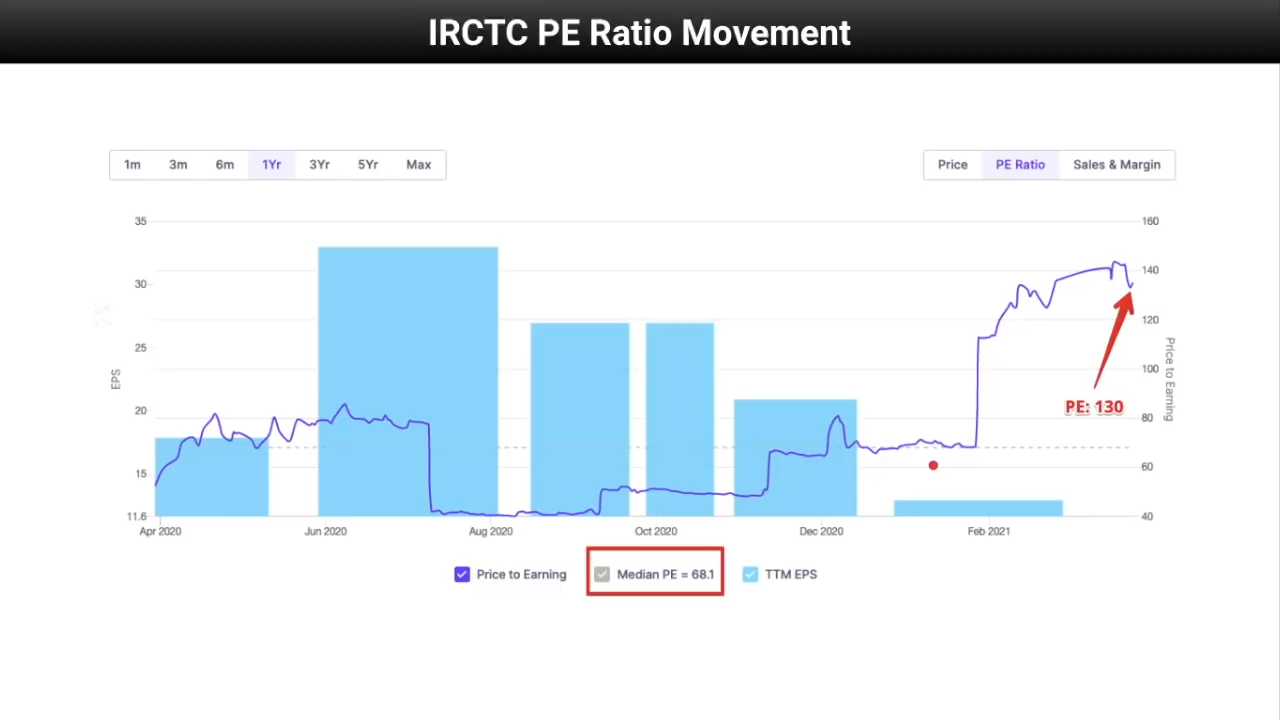 IRCTC PE Ratio Movement
1m 3m 6m 1Yr 3Yr 5Yr Max
Price PE Ratio Sales & Margin
35 160
30 140
25 120
20 100
15 80
11.6 60
40
EPS
Price to Earning
PE: 130
Apr 2020 Jun 2020 Aug 2020 Oct 2020 Dec 2020 Feb 2021
Price to Earning Median PE = 68.1 TTM EPS